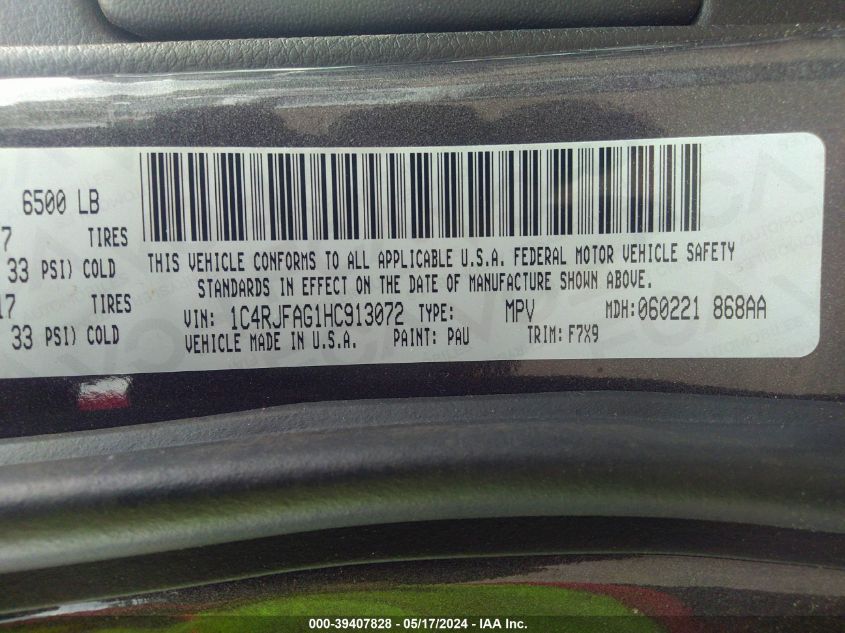 6500 LB
7 TIRES
33 PSI) COLD
17 TIRES
33 PSI) COLD
THIS VEHICLE CONFORMS TO ALL APPLICABLE U.S.A. FEDERAL MOTOR VEHICLE SAFETY
STANDARDS IN EFFECT ON THE DATE OF MANUFACTURE SHOWN ABOVE.
VIN: 1C4RJFAG1HC913072 TYPE: MPV MDH:060221 868AA
VEHICLE MADE IN U.S.A. PAINT: PAU TRIM: F7X9
000-39407828 - 05/17/2024 - IAA Inc.